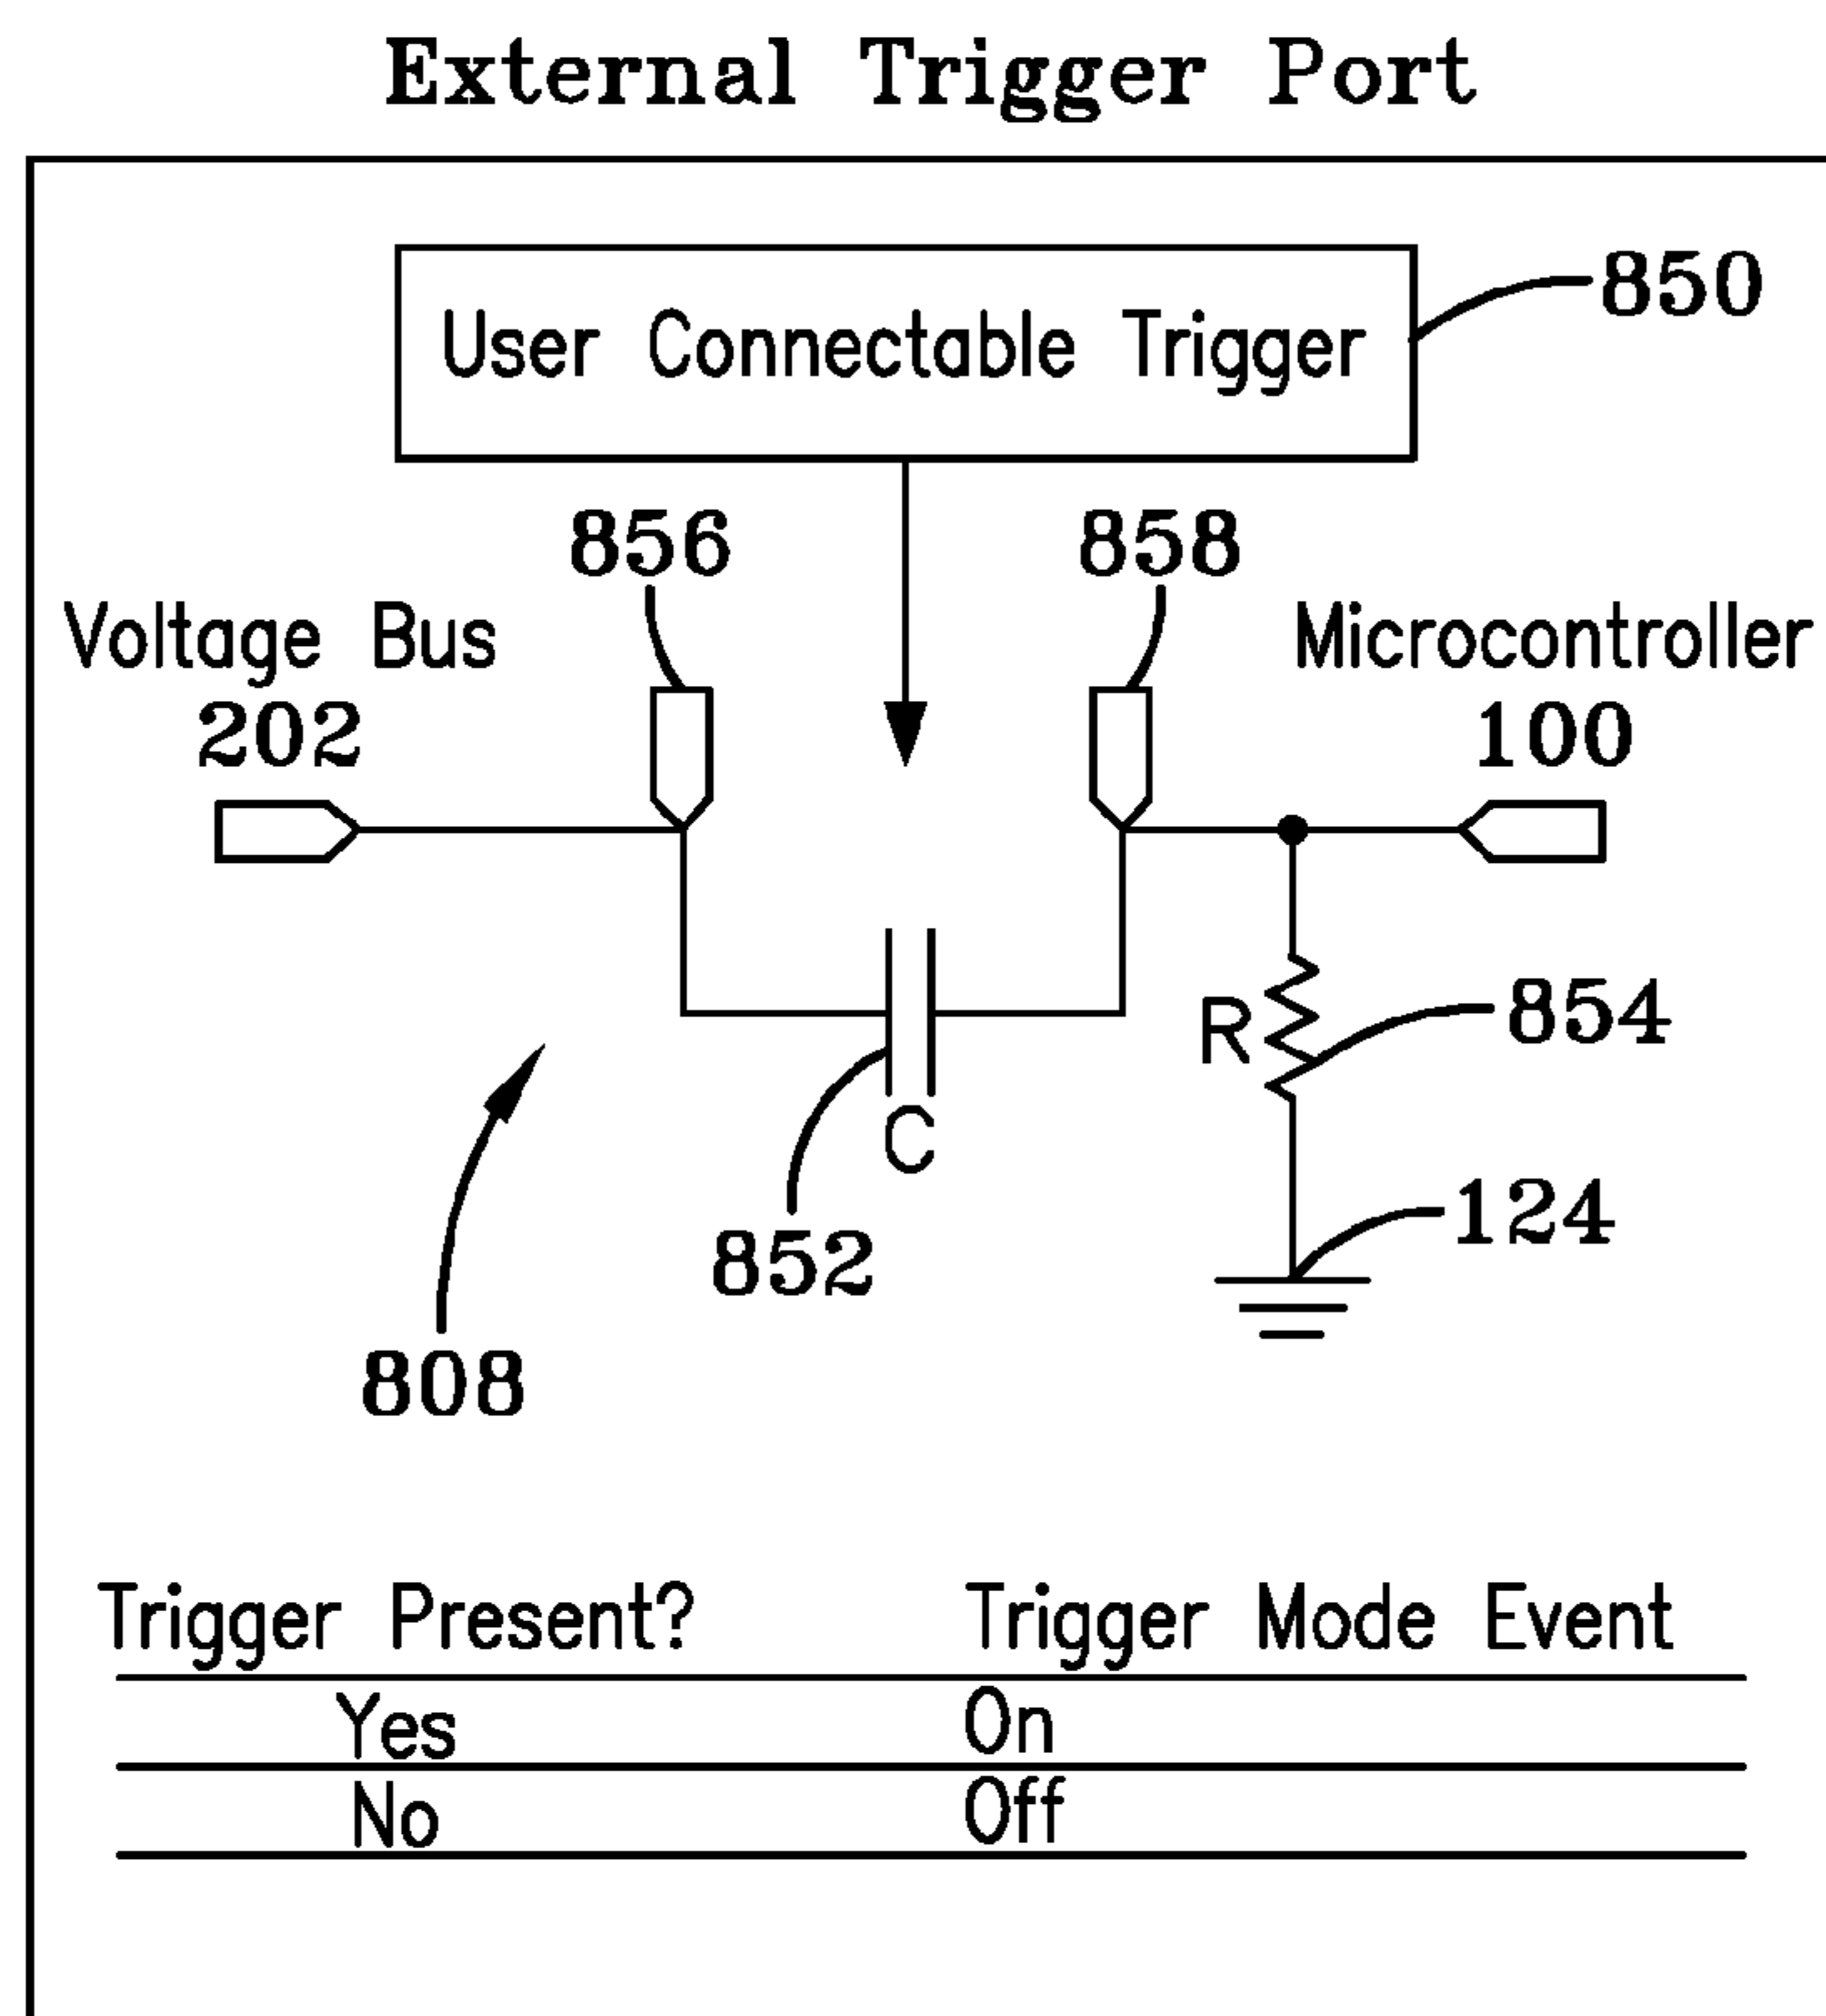 External Trigger Port
User Connectable Trigger
850
856
858
Voltage Bus
202
Microcontroller
100
R
854
C
852
124
808
Trigger Present? Trigger Mode Event
Yes On
No Off